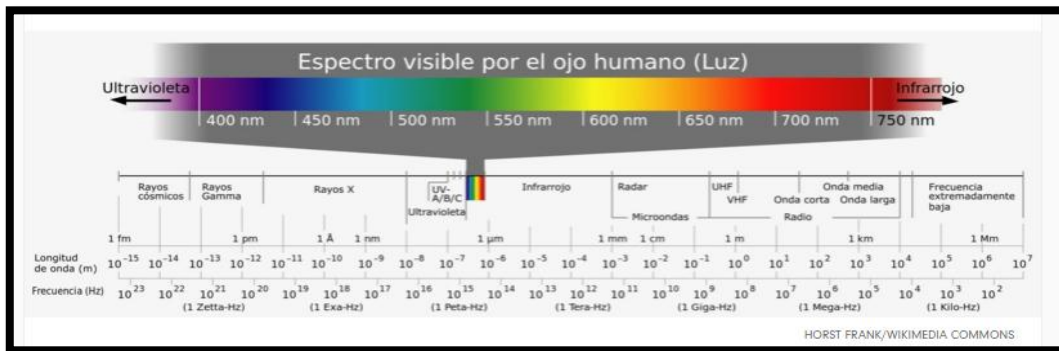 Espectro visible por el ojo humano (Luz)
Ultravioleta Infrarrojo
400 nm 450 nm 500 nm 550 nm 600 nm 650 nm 700 nm 750 nm
Rayos cósmicos
Rayos Gamma
Rayos X
UV-A/B/C
Ultravioleta
Infrarrojo
Radar
Microondas
UHF
VHF
Onda media
Onda corta Onda larga
Radio
Frecuencia extremadamente baja
1 fm 1 pm 1 Å 1 nm 1 µm 1 mm 1 cm 1 m 1 km 1 Mm
Longitud de onda (m) 10⁻¹⁵ 10⁻¹⁴ 10⁻¹³ 10⁻¹² 10⁻¹¹ 10⁻¹⁰ 10⁻⁹ 10⁻⁸ 10⁻⁷ 10⁻⁶ 10⁻⁵ 10⁻⁴ 10⁻³ 10⁻² 10⁻¹ 10⁰ 10¹ 10² 10³ 10⁴ 10⁵ 10⁶ 10⁷
Frecuencia (Hz) 10²³ 10²² 10²¹ 10²⁰ 10¹⁹ 10¹⁸ 10¹⁷ 10¹⁶ 10¹⁵ 10¹⁴ 10¹³ 10¹² 10¹¹ 10¹⁰ 10⁹ 10⁸ 10⁷ 10⁶ 10⁵ 10⁴ 10³ 10²
(1 Zetta-Hz) (1 Exa-Hz) (1 Peta-Hz) (1 Tera-Hz) (1 Giga-Hz) (1 Mega-Hz) (1 Kilo-Hz)
HORST FRANK/WIKIMEDIA COMMONS